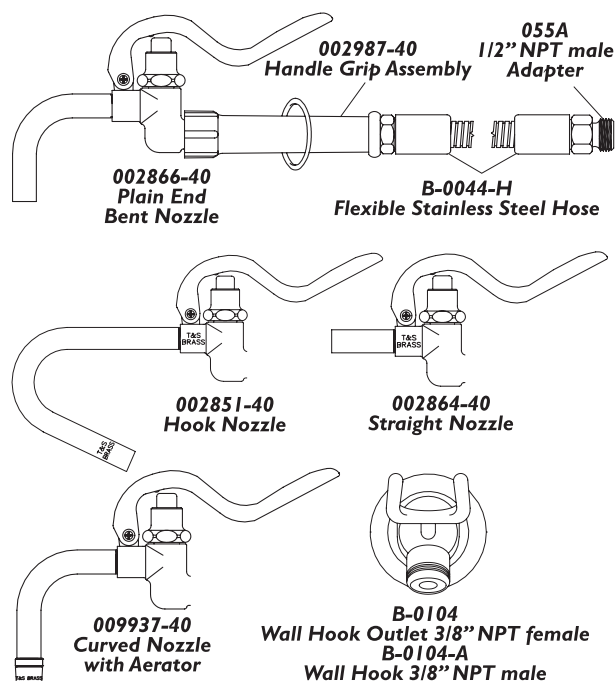 002987-40
Handle Grip Assembly
055A
1/2” NPT male
Adapter
002866-40
Plain End
Bent Nozzle
B-0044-H
Flexible Stainless Steel Hose
T&S
BRASS
T&S
BRASS
002851-40
Hook Nozzle
T&S
BRASS
002864-40
Straight Nozzle
009937-40
Curved Nozzle
with Aerator
T&S BRASS
B-0104
Wall Hook Outlet 3/8” NPT female
B-0104-A
Wall Hook 3/8” NPT male